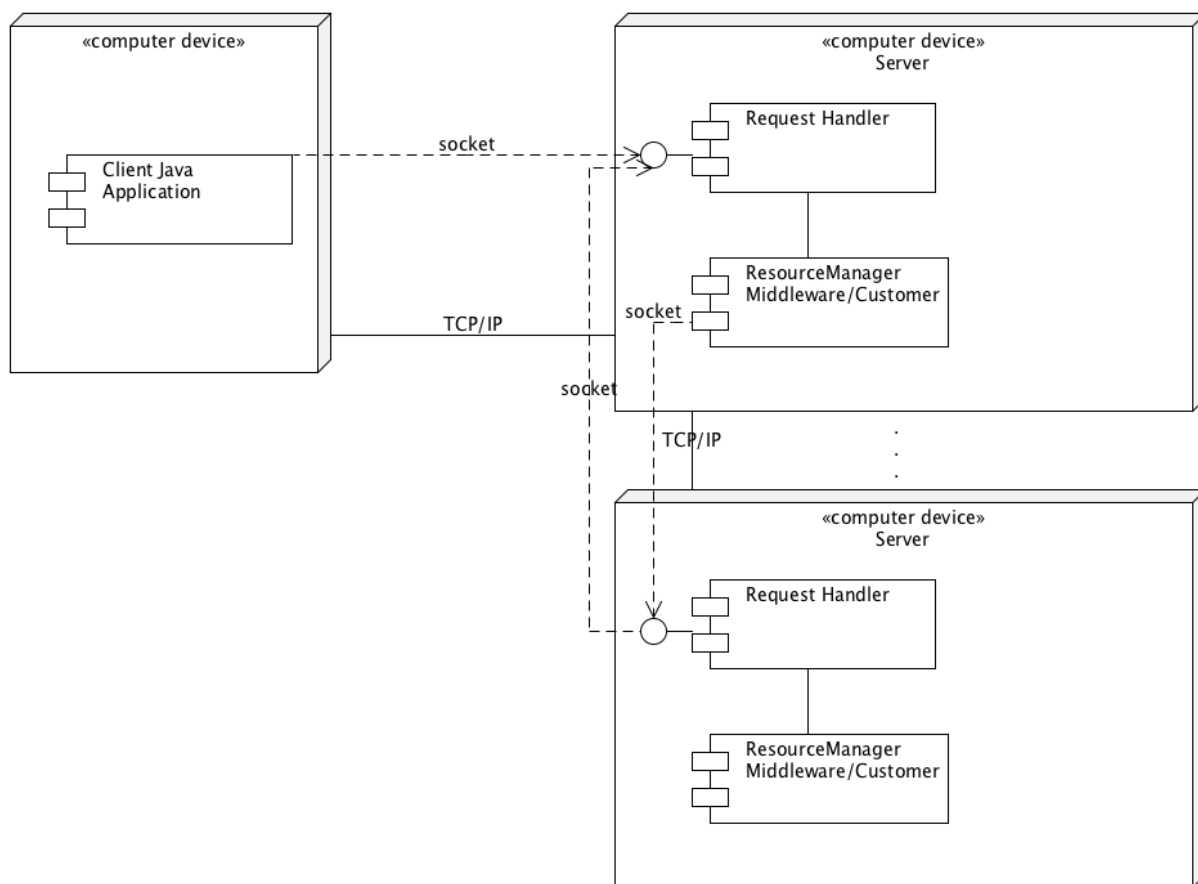 «computer device»
Client Java
Application
socket
TCP/IP
«computer device»
Server
Request Handler
ResourceManager
Middleware/Customer
socket
socket
TCP/IP
«computer device»
Server
Request Handler
ResourceManager
Middleware/Customer